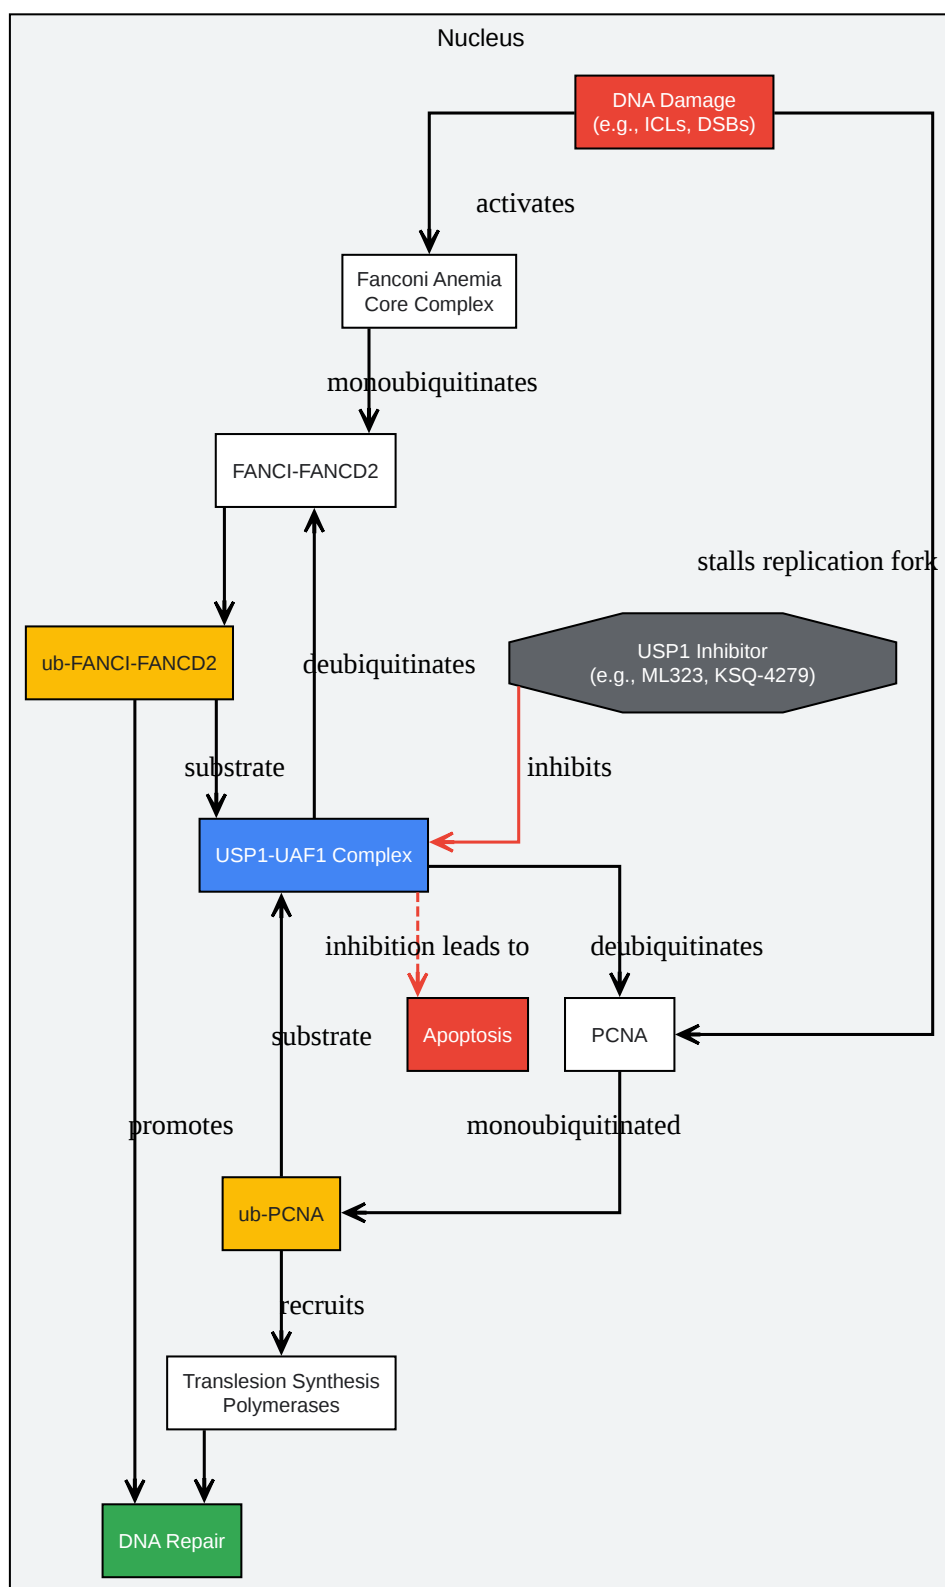 Nucleus
DNA Damage
(e.g., ICLs, DSBs)
activates
Fanconi Anemia
Core Complex
monoubiquitinates
FANCI-FANCD2
stalls replication fork
ub-FANCI-FANCD2
deubiquitinates
USP1 Inhibitor
(e.g., ML323, KSQ-4279)
substrate
inhibits
USP1-UAF1 Complex
inhibition leads to
deubiquitinates
substrate
Apoptosis
PCNA
promotes
monoubiquitinated
ub-PCNA
recruits
Translesion Synthesis
Polymerases
DNA Repair